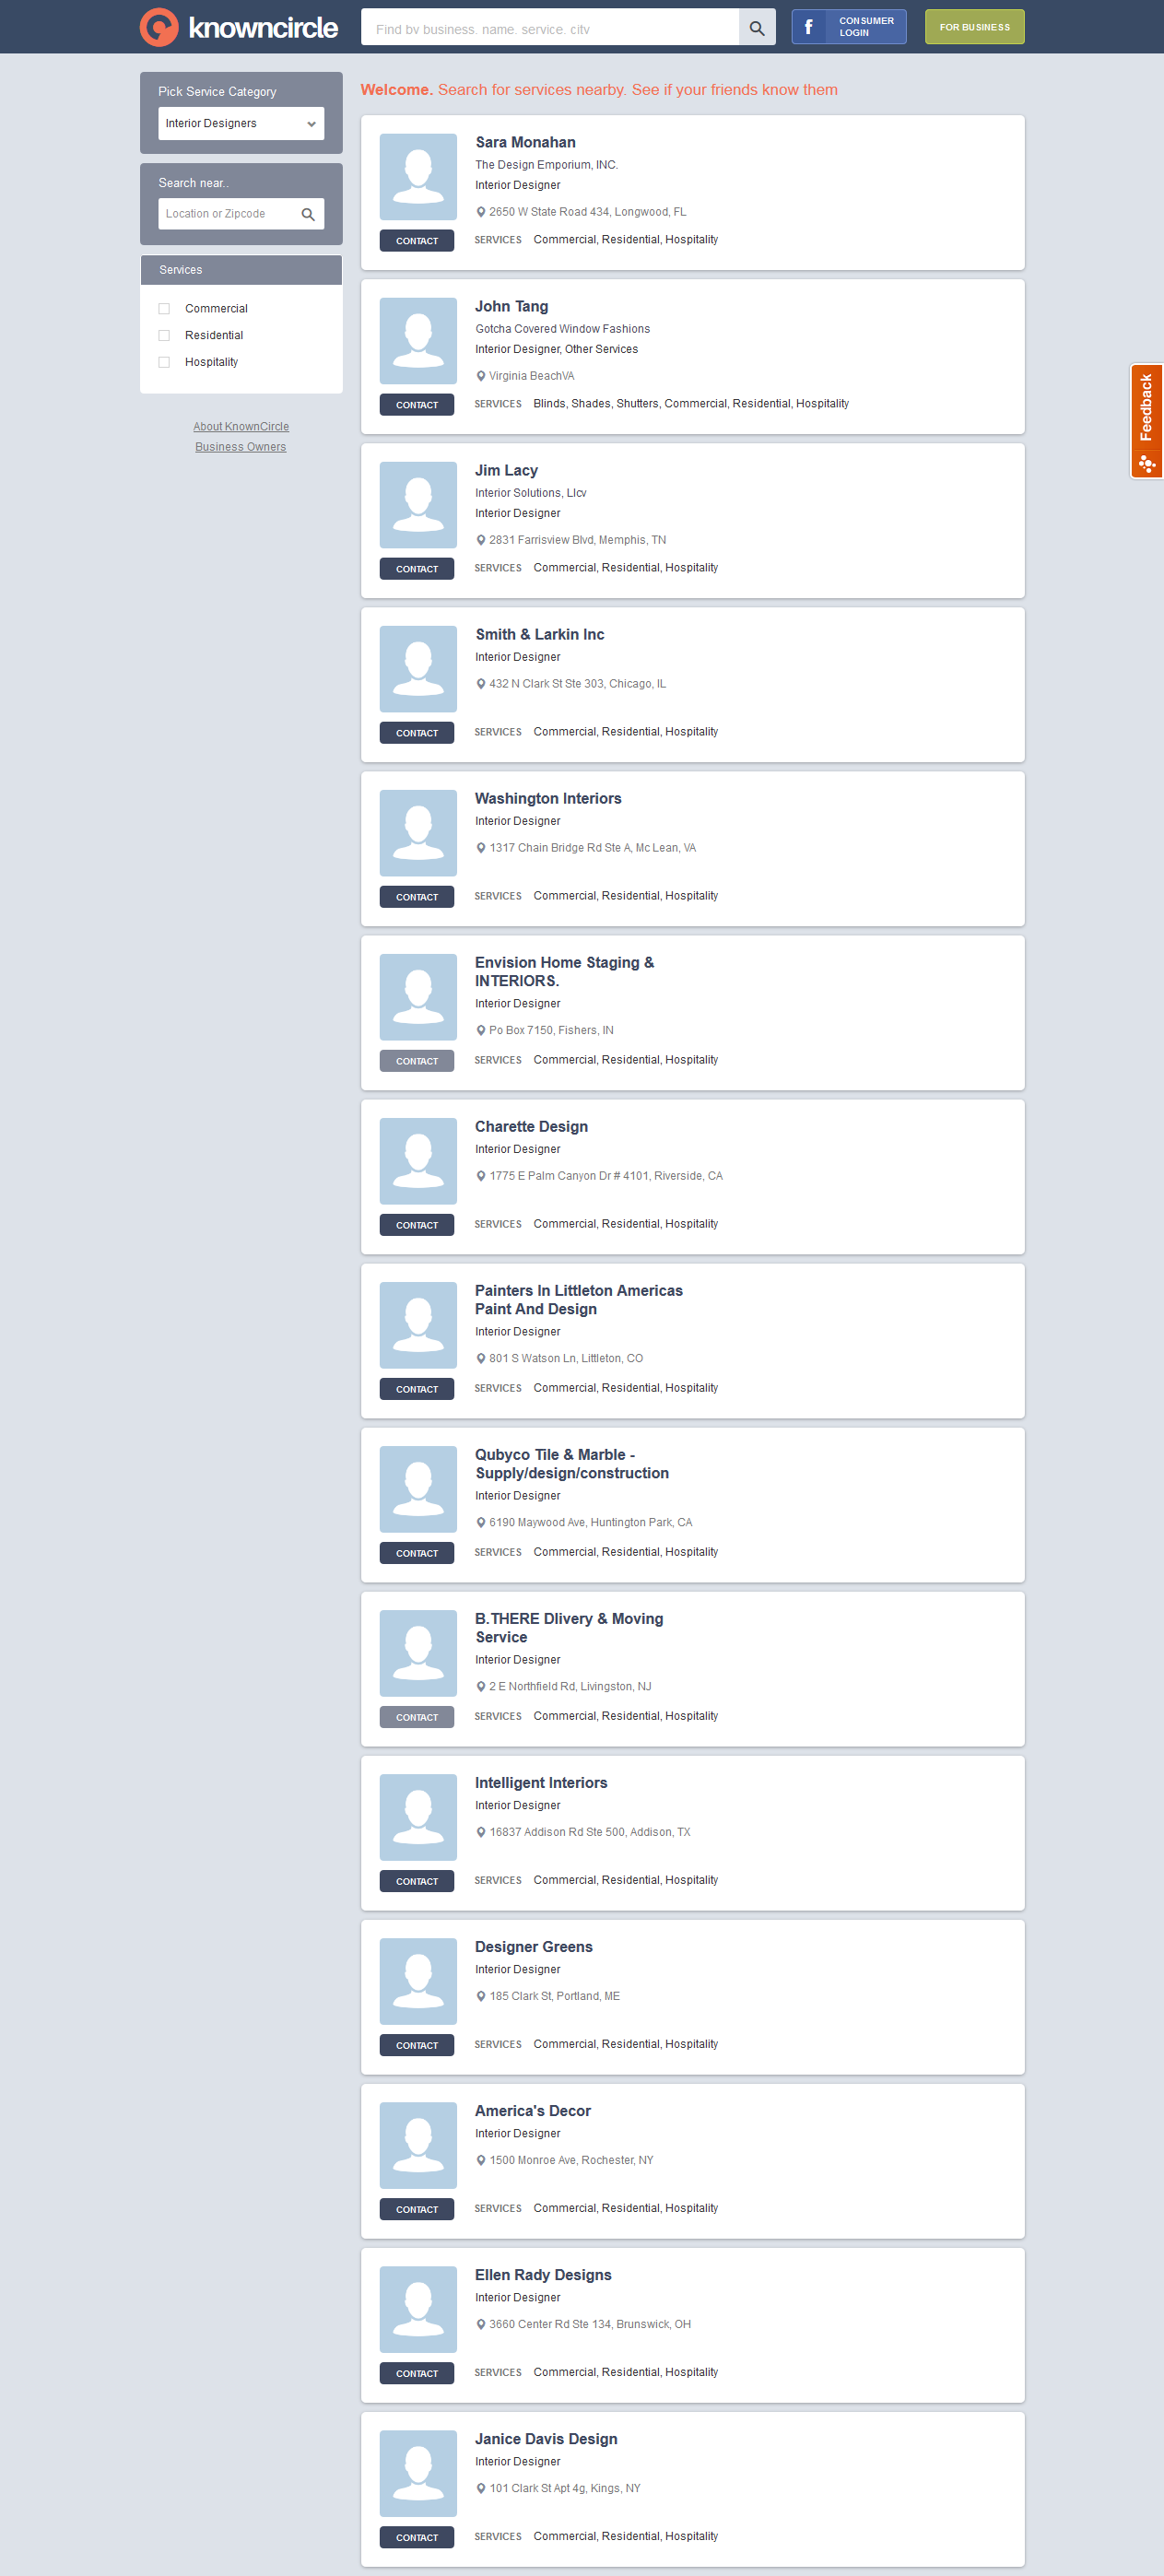 knowncircle
Find by business, name, service, city
CONSUMER
LOGIN
FOR BUSINESS
Pick Service Category
Interior Designers
Search near..
Location or Zipcode
Services
Commercial
Residential
Hospitality
About KnownCircle
Business Owners
Welcome. Search for services nearby. See if your friends know them
Sara Monahan
The Design Emporium, INC.
Interior Designer
2650 W State Road 434, Longwood, FL
CONTACT SERVICES Commercial, Residential, Hospitality
John Tang
Gotcha Covered Window Fashions
Interior Designer, Other Services
Virginia BeachVA
CONTACT SERVICES Blinds, Shades, Shutters, Commercial, Residential, Hospitality
Jim Lacy
Interior Solutions, Llcv
Interior Designer
2831 Farrisview Blvd, Memphis, TN
CONTACT SERVICES Commercial, Residential, Hospitality
Smith & Larkin Inc
Interior Designer
432 N Clark St Ste 303, Chicago, IL
CONTACT SERVICES Commercial, Residential, Hospitality
Washington Interiors
Interior Designer
1317 Chain Bridge Rd Ste A, Mc Lean, VA
CONTACT SERVICES Commercial, Residential, Hospitality
Envision Home Staging &
INTERIORS.
Interior Designer
Po Box 7150, Fishers, IN
CONTACT SERVICES Commercial, Residential, Hospitality
Charette Design
Interior Designer
1775 E Palm Canyon Dr # 4101, Riverside, CA
CONTACT SERVICES Commercial, Residential, Hospitality
Painters In Littleton Americas
Paint And Design
Interior Designer
801 S Watson Ln, Littleton, CO
CONTACT SERVICES Commercial, Residential, Hospitality
Qubyco Tile & Marble -
Supply/design/construction
Interior Designer
6190 Maywood Ave, Huntington Park, CA
CONTACT SERVICES Commercial, Residential, Hospitality
B.THERE Dlivery & Moving
Service
Interior Designer
2 E Northfield Rd, Livingston, NJ
CONTACT SERVICES Commercial, Residential, Hospitality
Intelligent Interiors
Interior Designer
16837 Addison Rd Ste 500, Addison, TX
CONTACT SERVICES Commercial, Residential, Hospitality
Designer Greens
Interior Designer
185 Clark St, Portland, ME
CONTACT SERVICES Commercial, Residential, Hospitality
America's Decor
Interior Designer
1500 Monroe Ave, Rochester, NY
CONTACT SERVICES Commercial, Residential, Hospitality
Ellen Rady Designs
Interior Designer
3660 Center Rd Ste 134, Brunswick, OH
CONTACT SERVICES Commercial, Residential, Hospitality
Janice Davis Design
Interior Designer
101 Clark St Apt 4g, Kings, NY
CONTACT SERVICES Commercial, Residential, Hospitality
Feedback